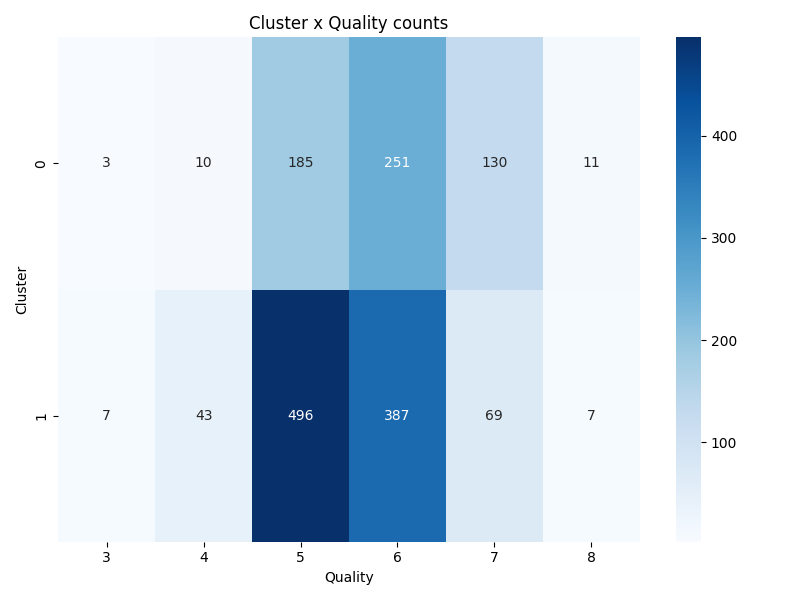 Cluster x Quality counts
0
3 10 185 251 130 11
1
7 43 496 387 69 7
Cluster
3 4 5 6 7 8
Quality
400
300
200
100